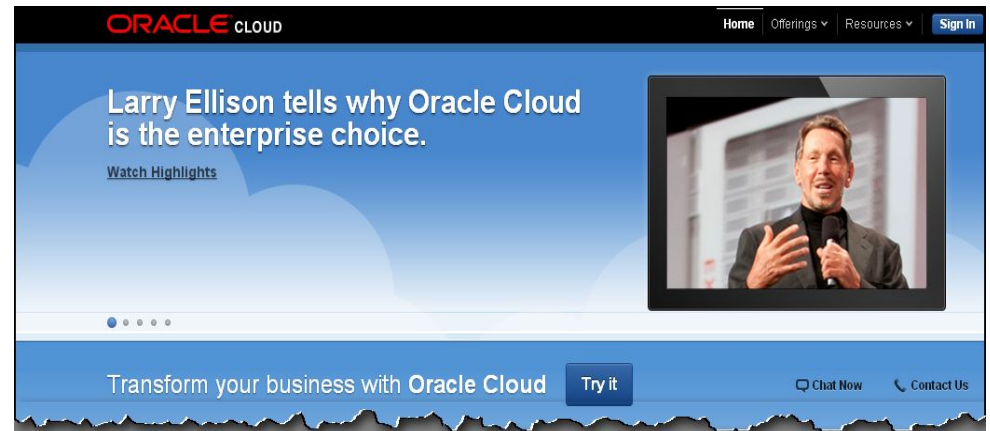 ORACLE CLOUD
Home Offerings Resources Sign In
Larry Ellison tells why Oracle Cloud
is the enterprise choice.
Watch Highlights
Transform your business with Oracle Cloud Try it
Chat Now Contact Us